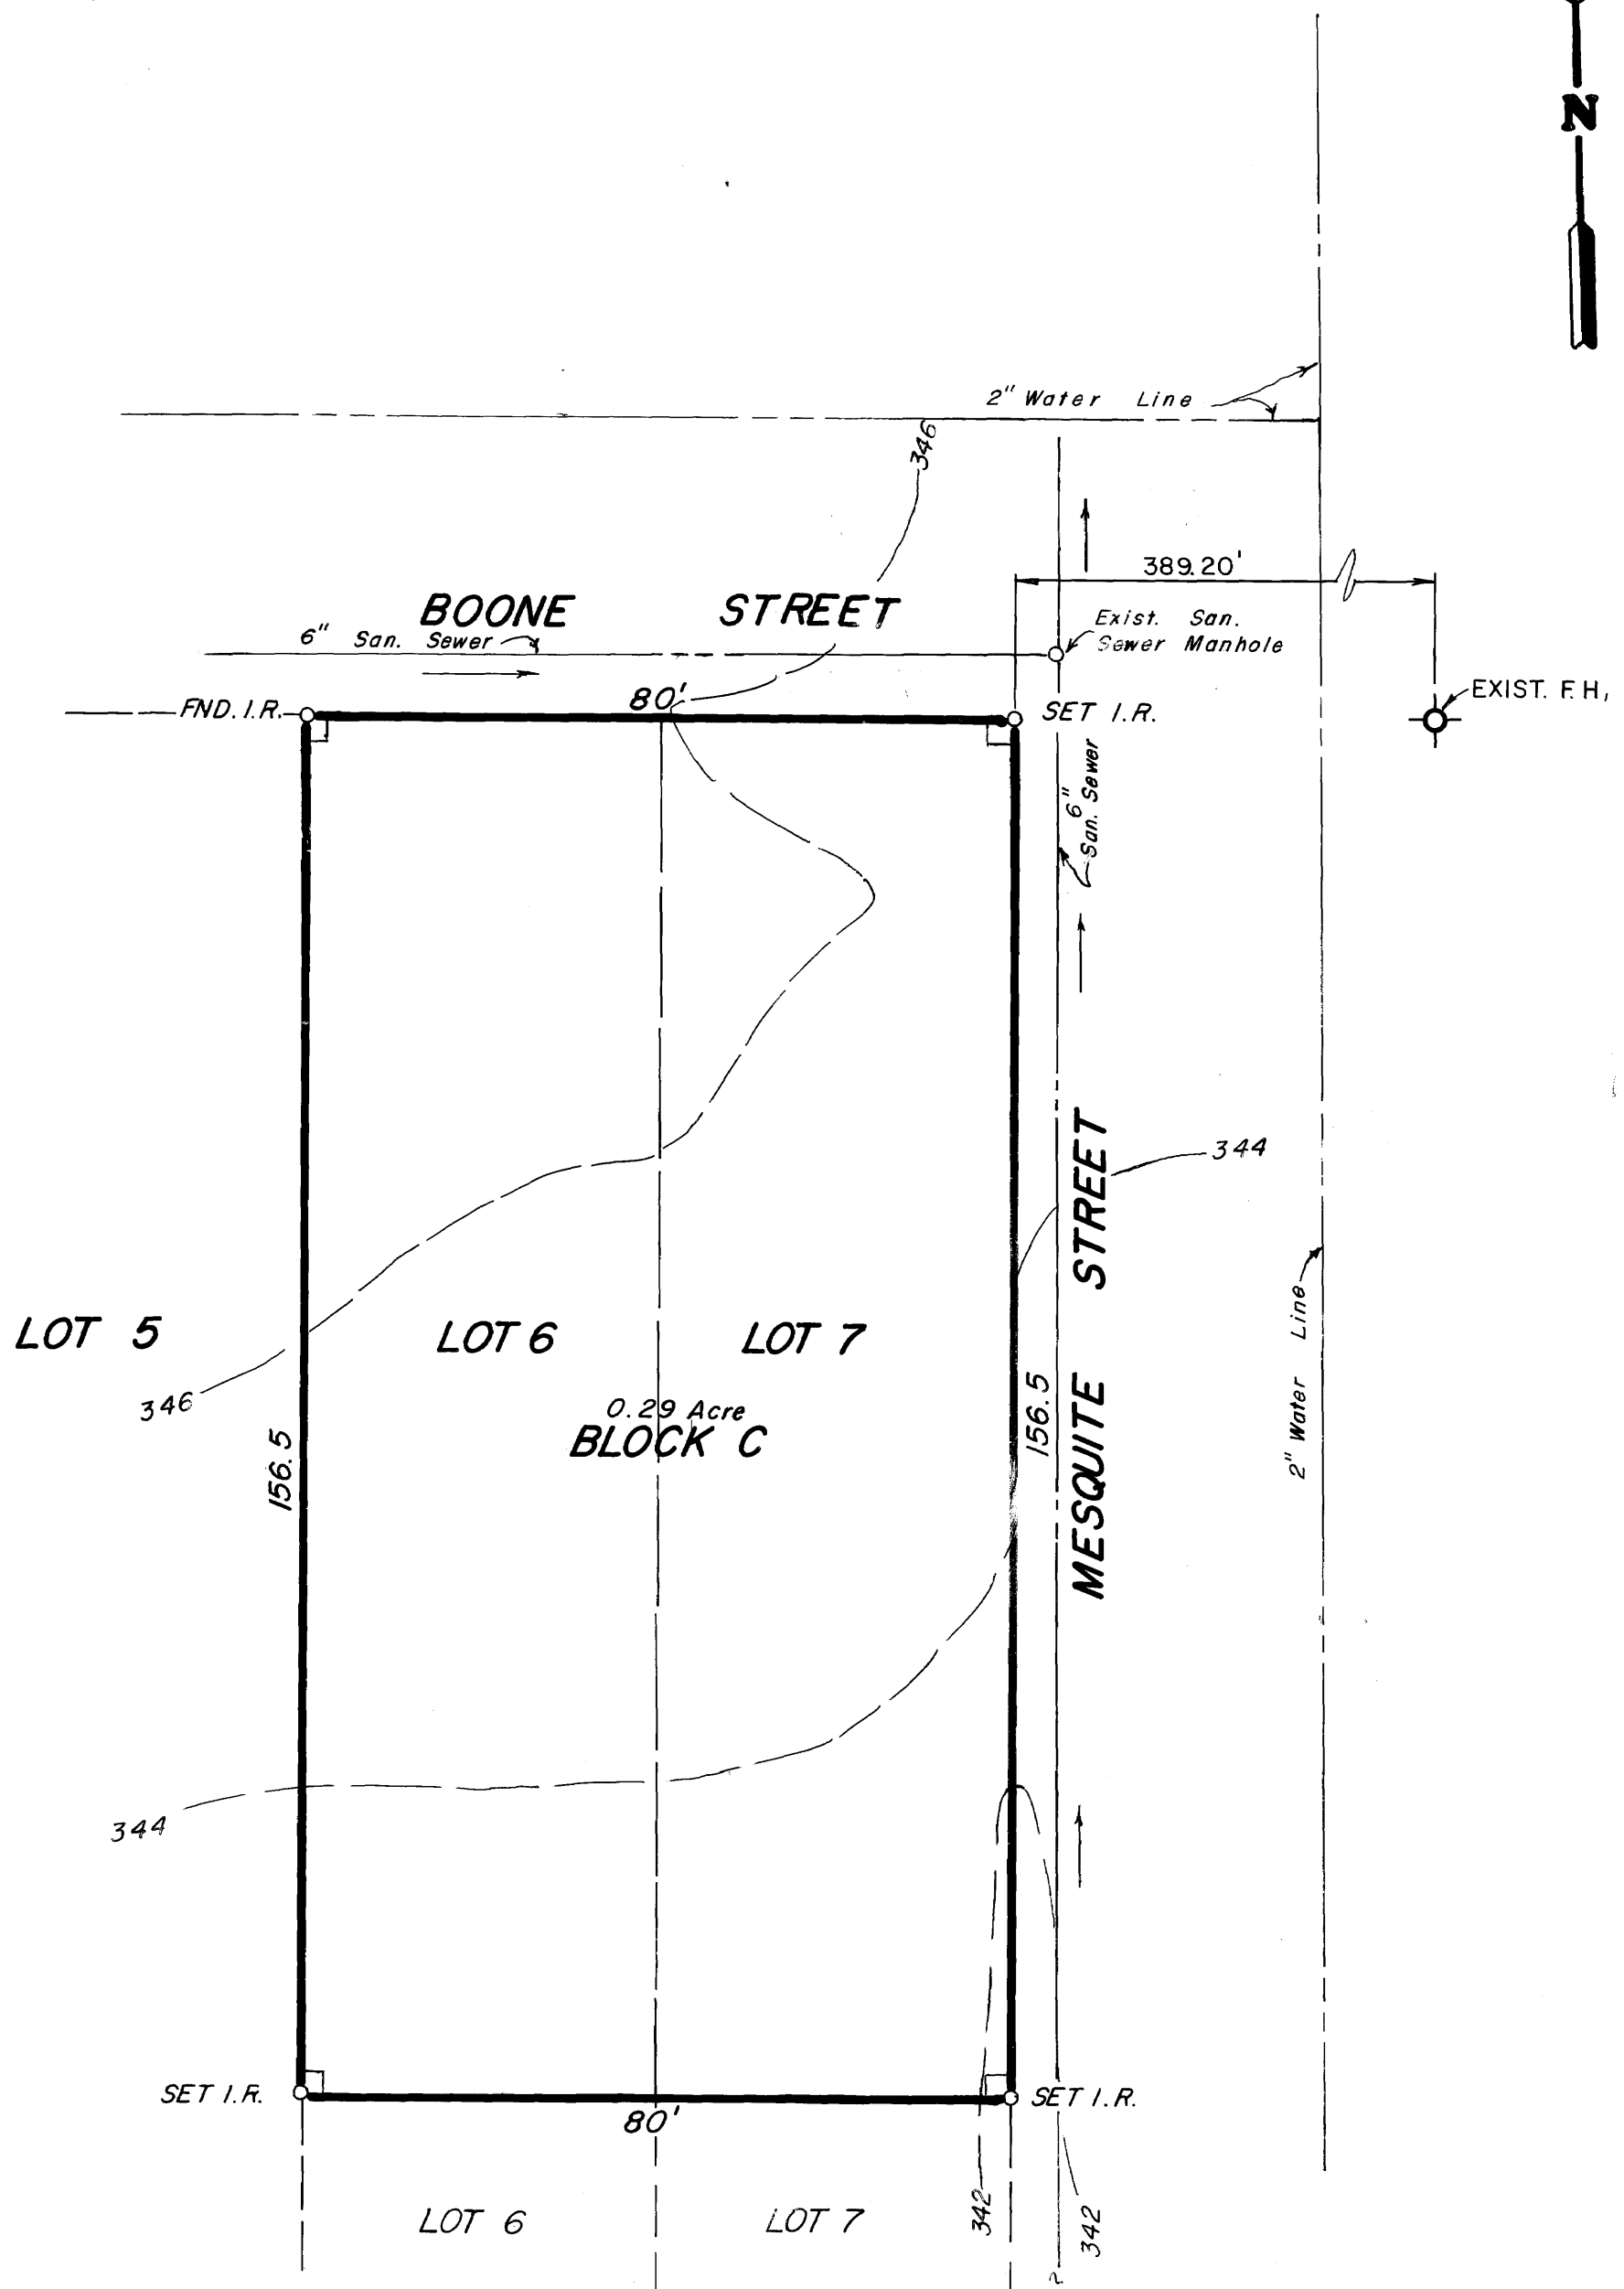 N
2" Water Line
346
389.20'
BOONE STREET
6" San. Sewer
Exist. San.
Sewer Manhole
FND. I.R.
80'
SET I.R.
EXIST. F.H,
6"
San. Sewer
344
MESQUITE STREET
2" Water Line
LOT 5
LOT 6
LOT 7
346
0.29 Acre
BLOCK C
156.5
156.5
344
SET I.R.
SET I.R.
80'
LOT 6
LOT 7
342
342